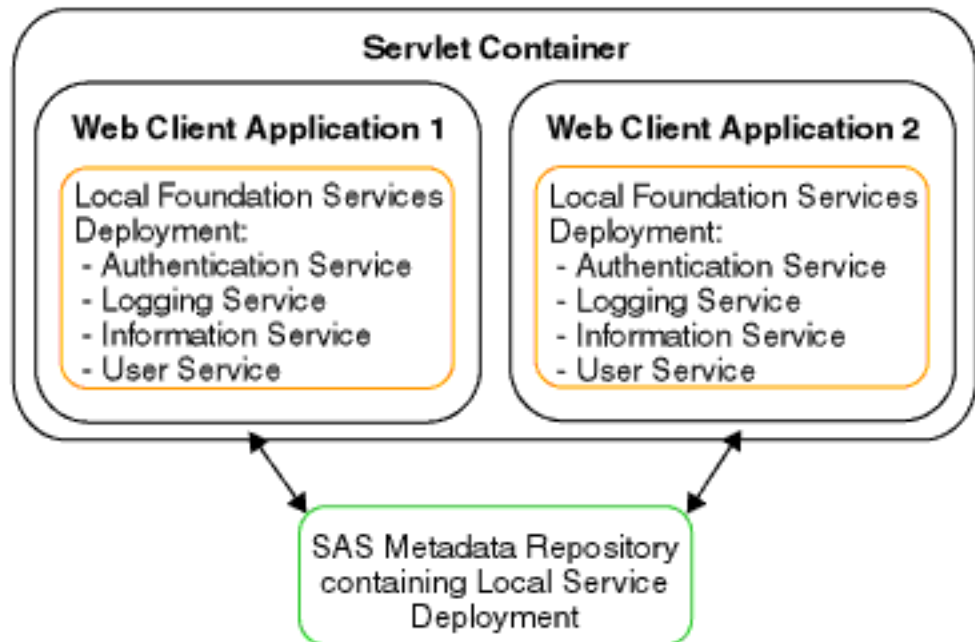 Servlet Container
Web Client Application 1
Local Foundation Services
Deployment:
- Authentication Service
- Logging Service
- Information Service
- User Service
Web Client Application 2
Local Foundation Services
Deployment:
- Authentication Service
- Logging Service
- Information Service
- User Service
SAS Metadata Repository
containing Local Service
Deployment